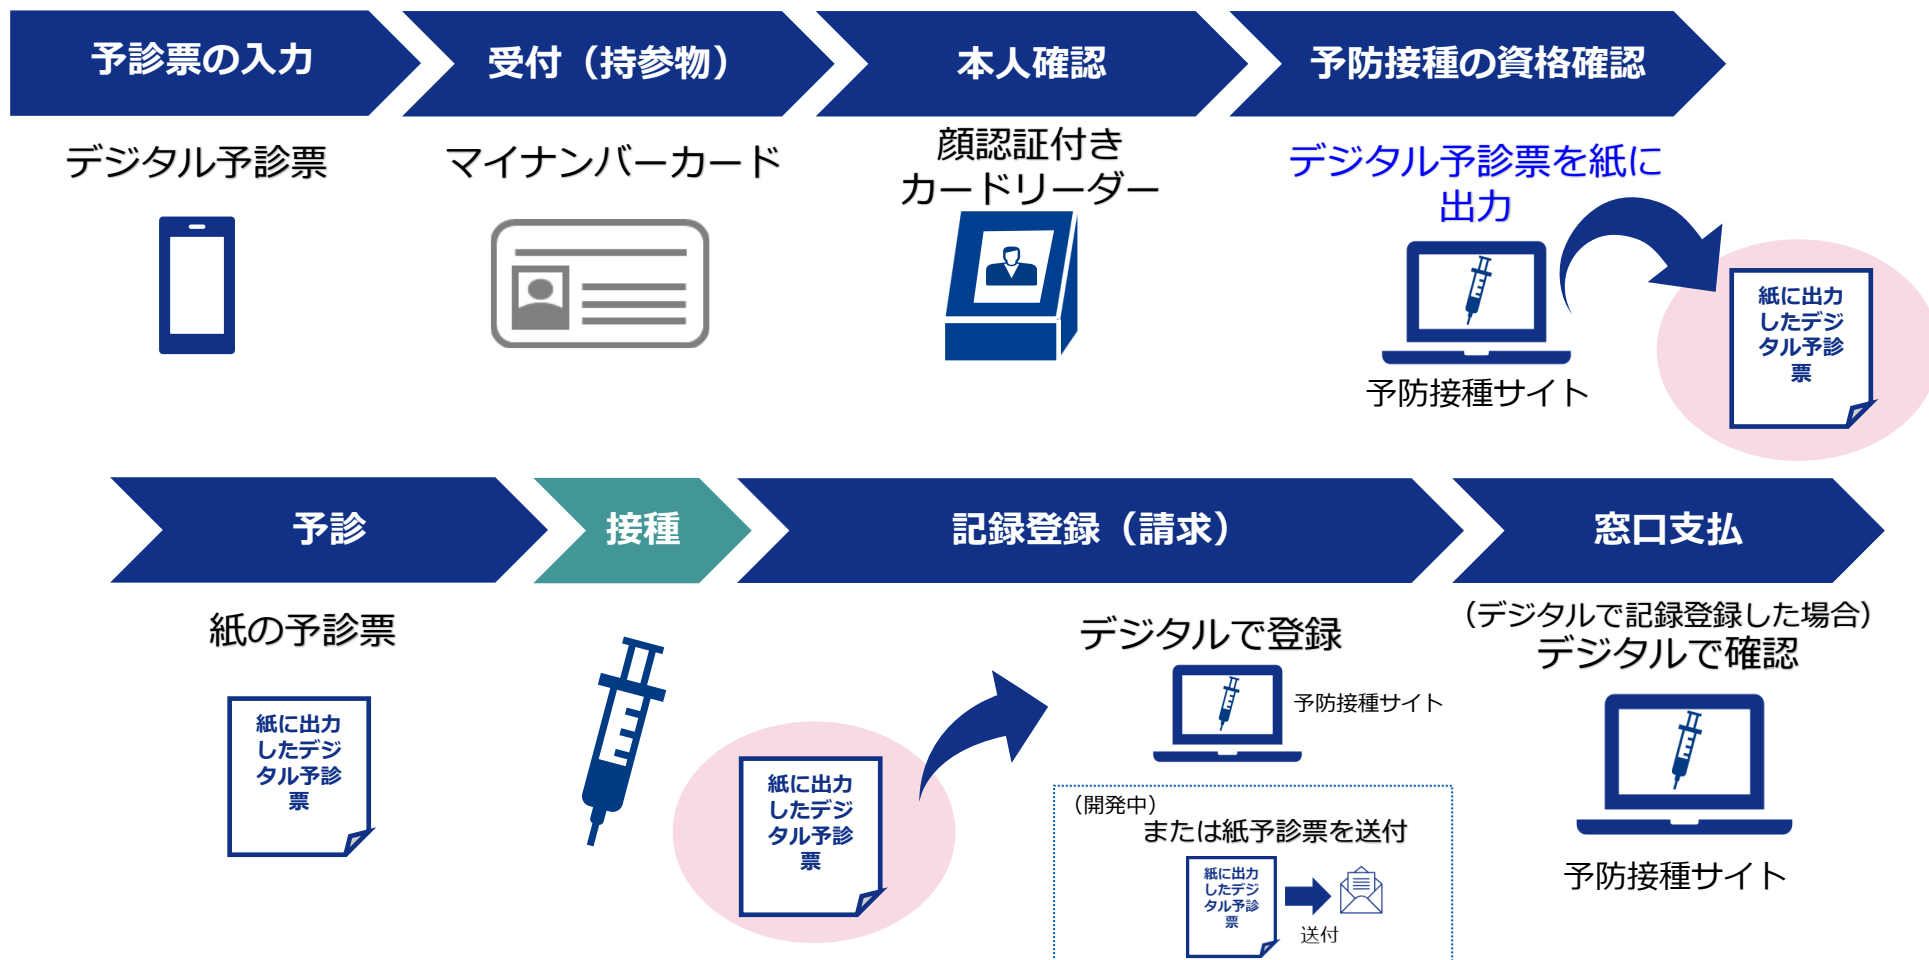 予診票の入力
受付（持参物）
本人確認
予防接種の資格確認
デジタル予診票
マイナンバーカード
顔認証付き
カードリーダー
デジタル予診票を紙に
出力
予防接種サイト
紙に出力
したデジ
タル予診
票
予診
接種
記録登録（請求）
窓口支払
紙の予診票
紙に出力
したデジ
タル予診
票
紙に出力
したデジ
タル予診
票
デジタルで登録
予防接種サイト
（開発中）
または紙予診票を送付
紙に出力
したデジ
タル予診
票
送付
（デジタルで記録登録した場合）
デジタルで確認
予防接種サイト